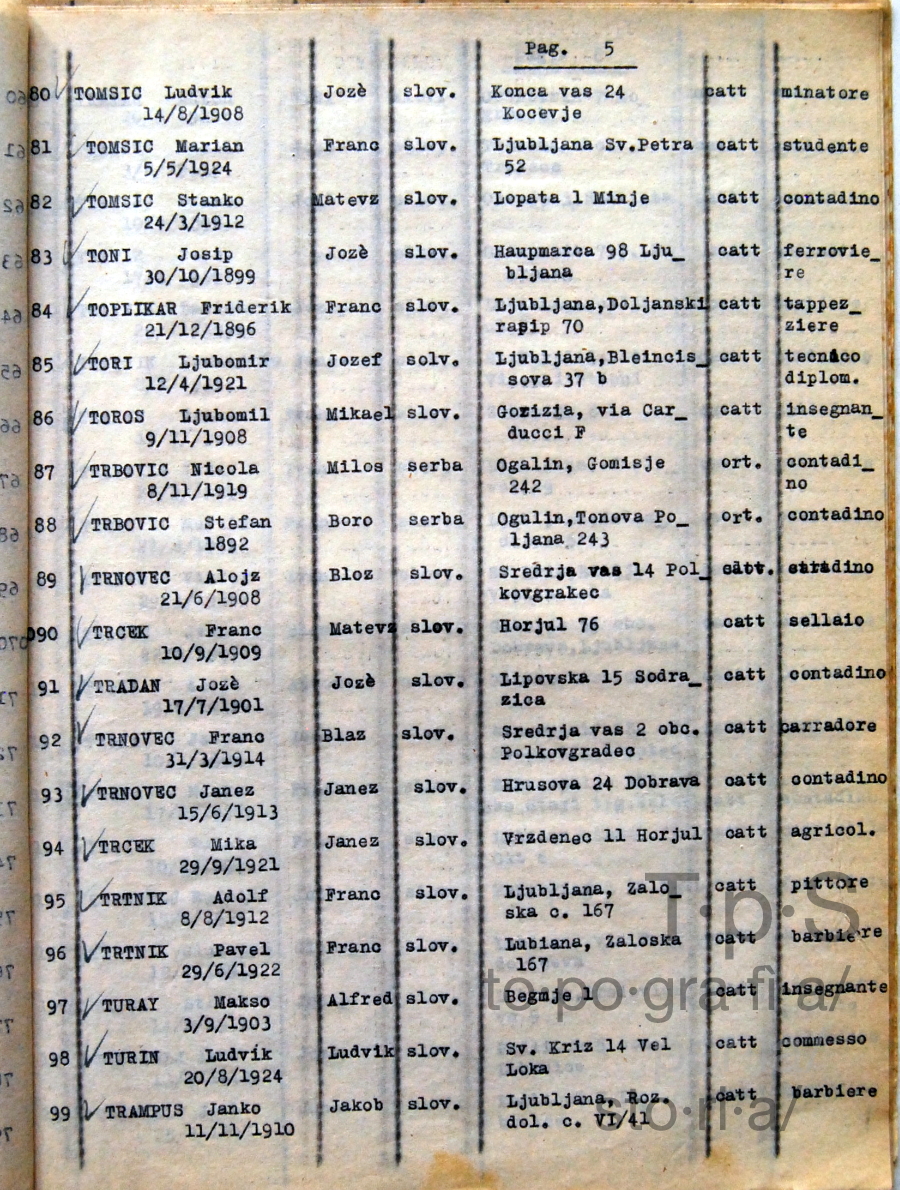 Pag. 5
80 TOMSIC Ludvik Jozè slov. Konca vas 24 catt minatore
14/8/1908 Kocevje
81 TOMSIC Marian Franc slov. Ljubljana Sv.Petra catt studente
5/5/1924 52
82 TOMSIC Stanko Matevz slov. Lopata 1 Minje catt contadino
24/3/1912
83 TONI Josip Jozè slov. Haupmarca 98 Lju_ catt ferrovie_
30/10/1899 bljana re
84 TOPLIKAR Friderik Franc slov. Ljubljana,Doljanski catt tappez_
21/12/1896 rapip 70 ziere
85 TORI Ljubomir Jozef solv. Ljubljana,Bleincis_ catt tecnico
12/4/1921 sova 37 b diplom.
86 TOROS Ljubomil Mikael slov. Gorizia, via Car_ catt insegnan_
9/11/1908 ducci F te
87 TRBOVIC Nicola Milos serba Ogalin, Gomisje ort. contadi_
8/11/1919 242 no
88 TRBOVIC Stefan Boro serba Ogulin,Tonova Po_ ort. contadino
1892 ljana 243
89 TRNOVEC Alojz Bloz slov. Sredrja vas 14 Pol_ catt.
21/6/1908 kovgrakec
090 TRCEK Franc Matevz slov. Horjul 76 catt sellaio
10/9/1909
91 TRADAN Jozè Jozè slov. Lipovska 15 Sodra_ catt contadino
17/7/1901 zica
92 TRNOVEC Franc Blaz slov. Sredrja vas 2 obc. catt carradore
31/3/1914 Polkovgradec
93 TRNOVEC Janez Janez slov. Hrusova 24 Dobrava catt contadino
15/6/1913
94 TRCEK Mika Janez slov. Vrzdenec 11 Horjul catt agricol.
29/9/1921
95 TRTNIK Adolf Franc slov. Ljubljana, Zalo_ catt pittore
8/8/1912 ska c. 167
96 TRTNIK Pavel Franc slov. Lubiana, Zaloska catt barbiere
29/6/1922 167
97 TURAY Makso Alfred slov. Begmje 1 catt insegnante
3/9/1903
98 TURIN Ludvik Ludvik slov. Sv. Kriz 14 Vel catt commesso
20/8/1924 Loka
99 TRAMPUS Janko Jakob slov. Ljubljana, Roz. catt barbiere
11/11/1910 dol. c. VI/41
T·p·S
to·po·gra·fi·a/
sto·ri·a/